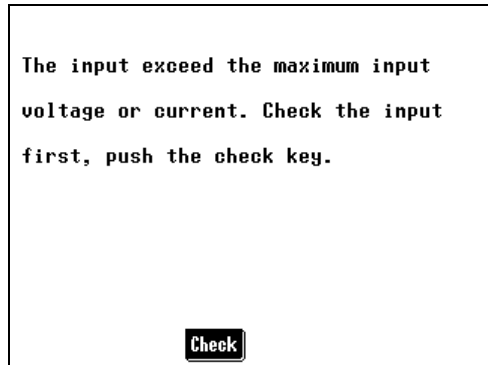 The input exceed the maximum input
voltage or current. Check the input
first, push the check key.
Check